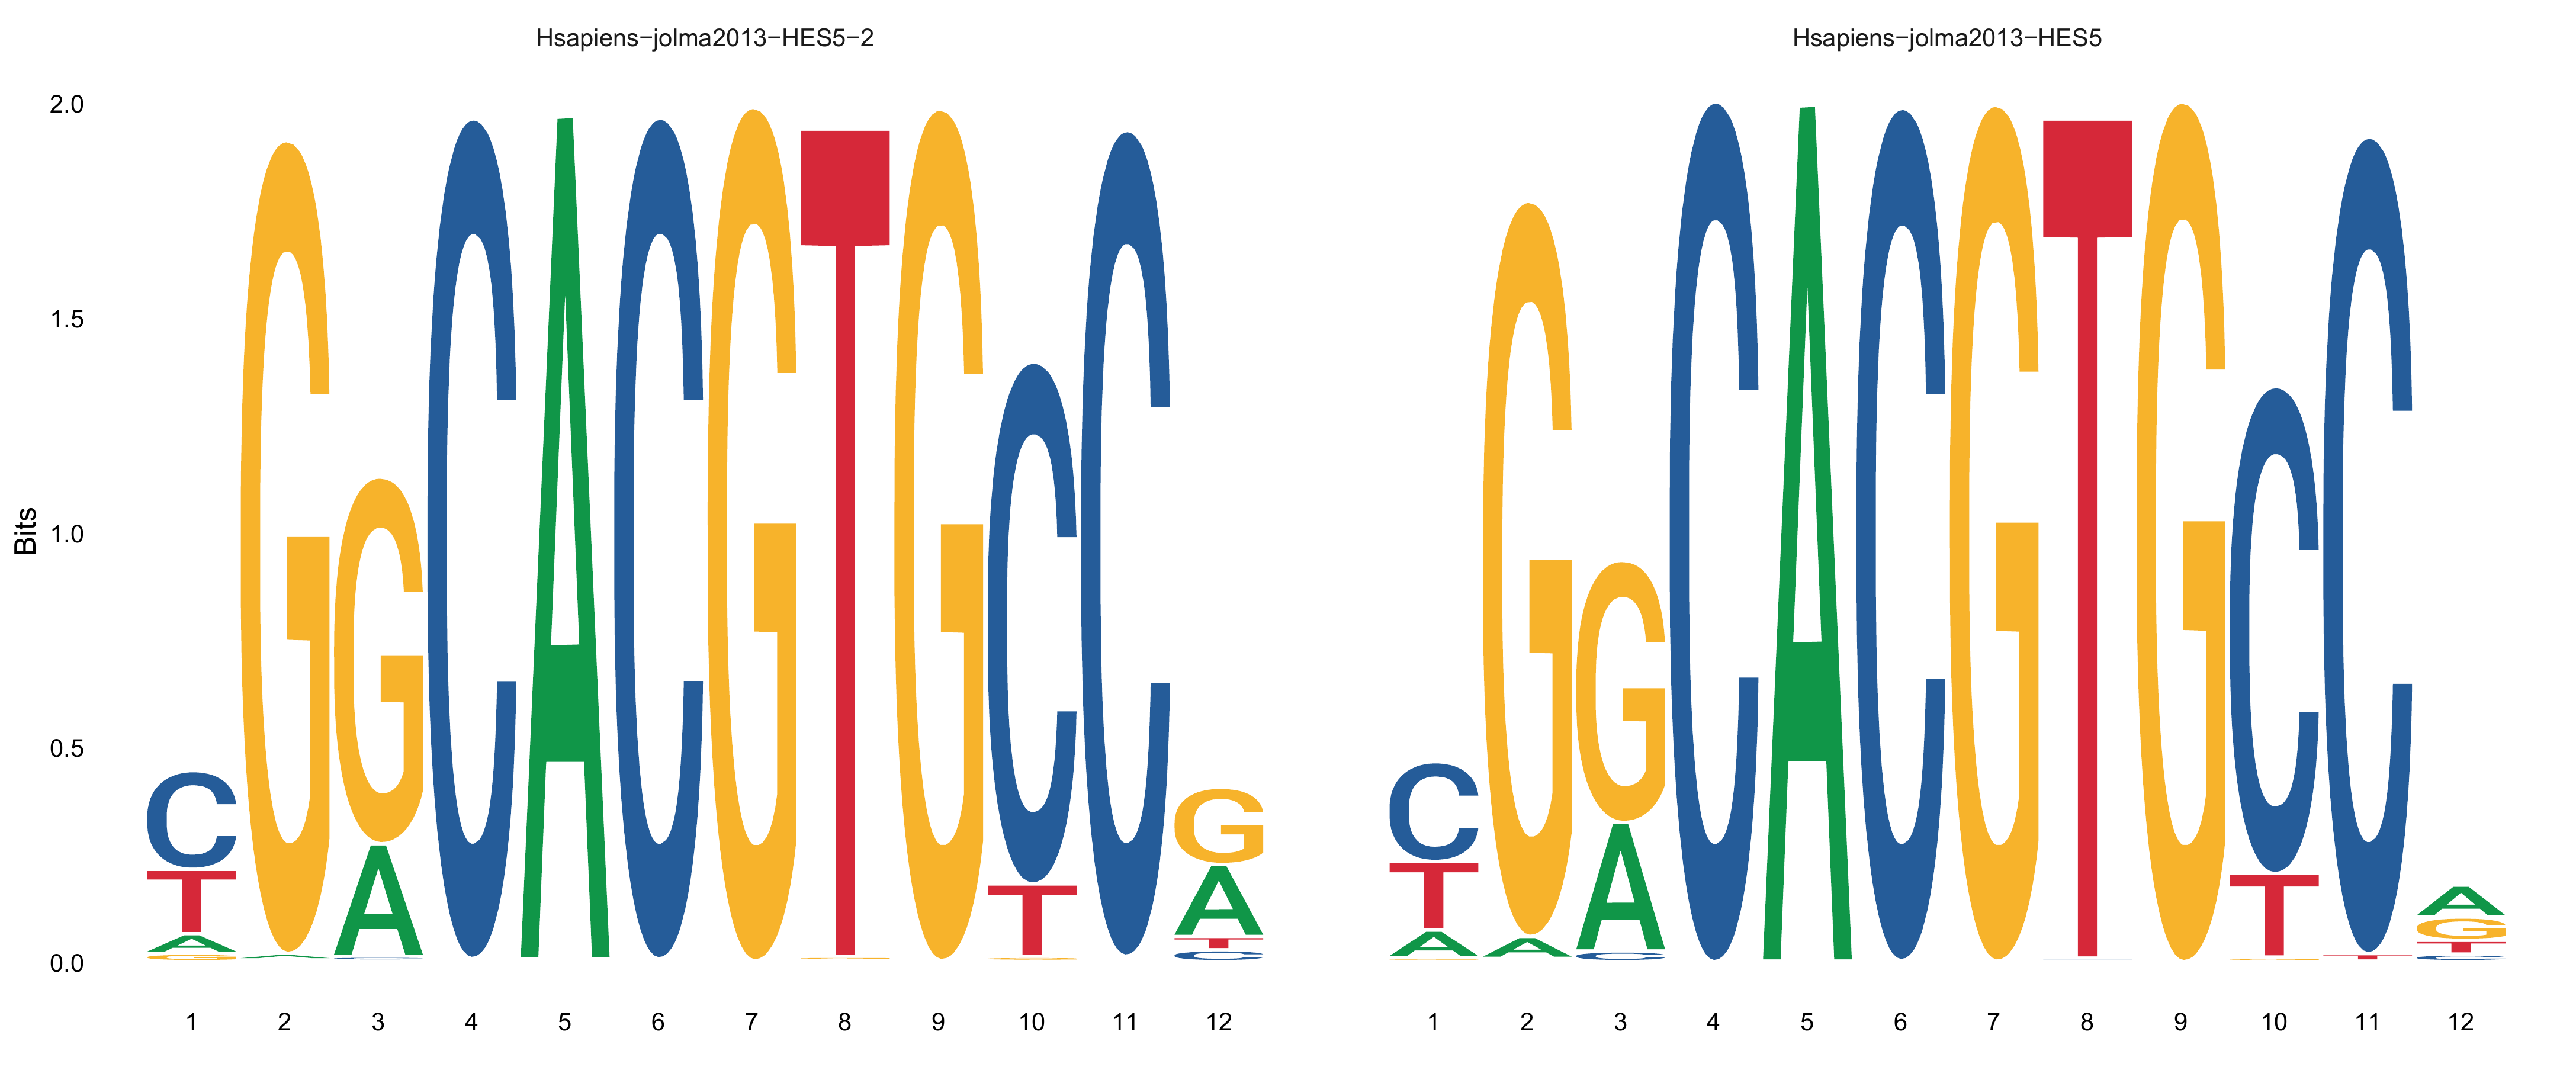 Hsapiens−jolma2013−HES5−2
Hsapiens−jolma2013−HES5
Bits
2.0
1.5
1.0
0.5
0.0
C G G C A C G T G C C G
T A A T A
A T
G C
1 2 3 4 5 6 7 8 9 10 11 12
C G G C A C G T G C C A
T A A T T G
A C T
C
1 2 3 4 5 6 7 8 9 10 11 12